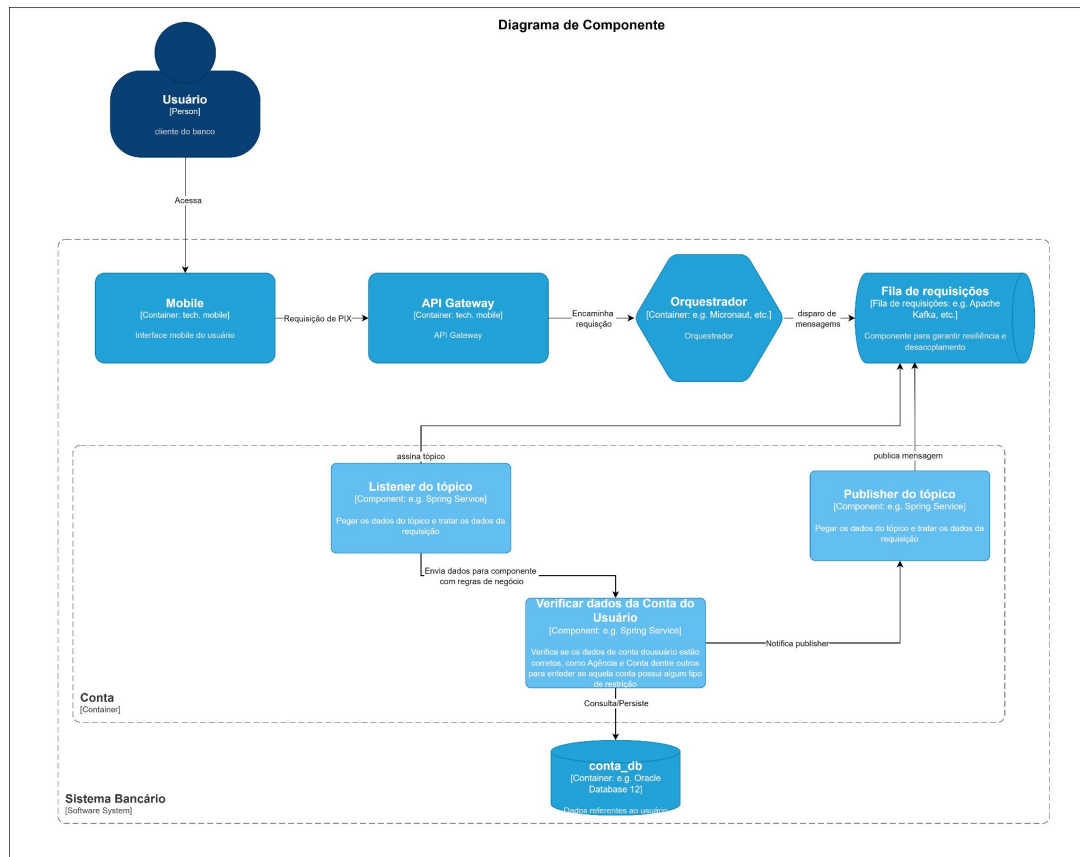 Diagrama de Componente
Usuário
[Person]
cliente do banco
Acessa
Mobile
[Container: tech. mobile]
Interface mobile do usuário
Requisição de PIX
API Gateway
[Container: tech. mobile]
API Gateway
Encaminha
requisção
Orquestrador
[Container: e.g. Micronaut, etc.]
Orquestrador
disparo de
mensagems
Fila de requisições
[Fila de requisições: e.g. Apache
Kafka, etc.]
Componente para garantir resiliência e
desacoplamento
assina tópico
publica mensagem
Listener do tópico
[Component: e.g. Spring Service]
Pegar os dados do tópico e tratar os dados da
requisição
Publisher do tópico
[Component: e.g. Spring Service]
Pegar os dados do tópico e tratar os dados da
requisição
Envia dados para componente
com regras de negócio
Verificar dados da Conta do
Usuário
[Component: e.g. Spring Service]
Verifica se os dados de conta dousuário estão
corretos, como Agência e Conta dentre outros
para enteder se aquela conta possui algum tipo
de restrição
Notifica publisher
Conta
[Container]
Consulta/Persiste
conta_db
[Container: e.g. Oracle
Database 12]
Dados referentes ao usuário
Sistema Bancário
[Software System]